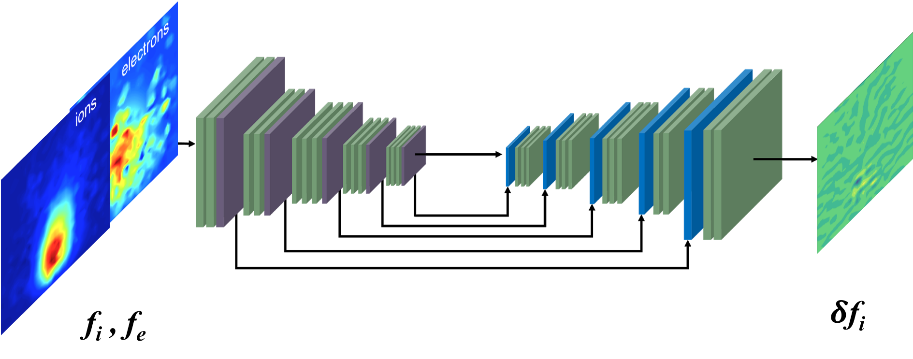 electrons
ions
f_i, f_e
δf_i